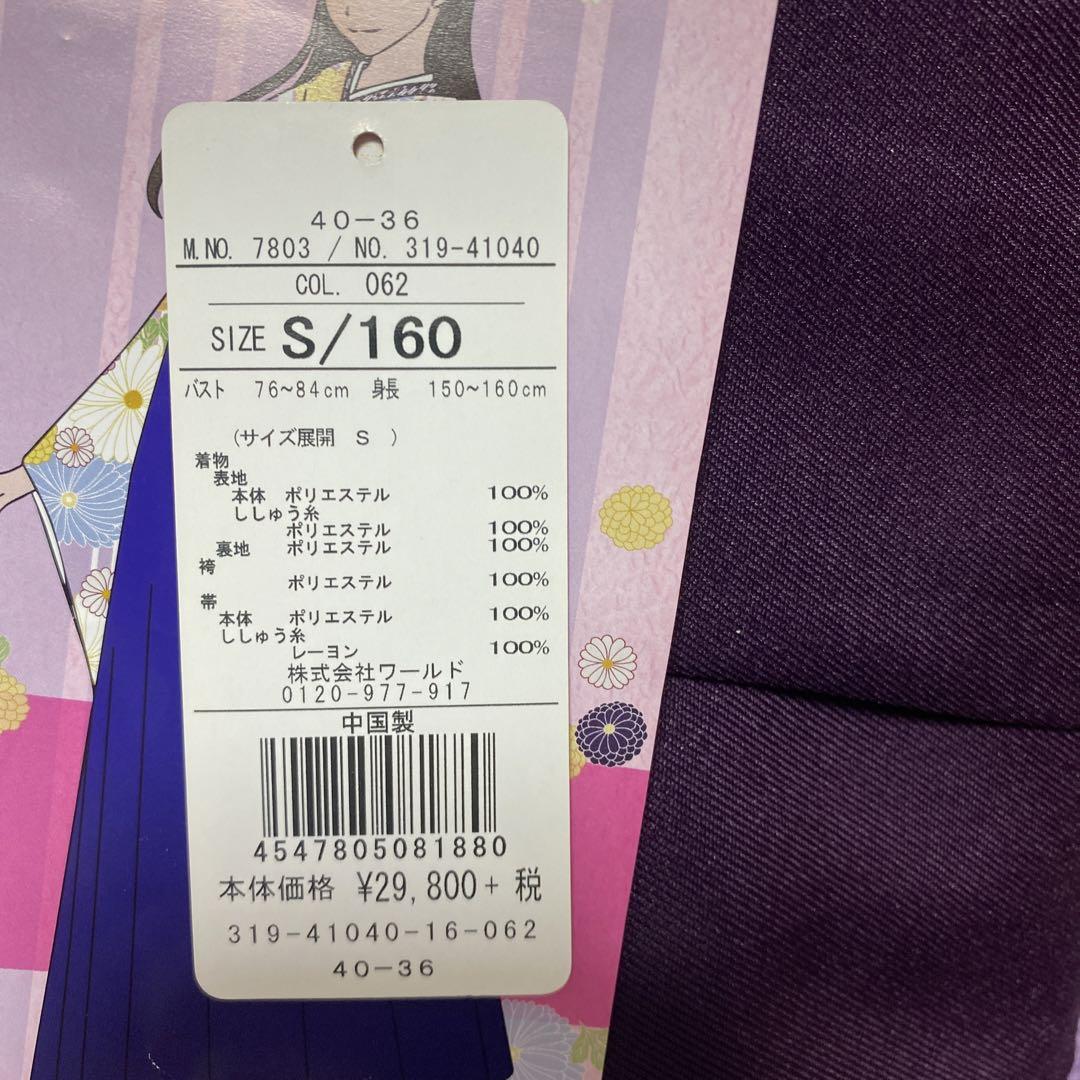 40-36
M.NO. 7803 / NO. 319-41040
COL. 062
SIZE S/160
バスト 76~84cm 身長 150~160cm
(サイズ展開 S )
着物
表地
本体 ポリエステル 100%
ししゅう糸
ポリエステル 100%
裏地 ポリエステル 100%
袴
ポリエステル 100%
帯
本体 ポリエステル 100%
ししゅう糸
レーヨン 100%
株式会社ワールド
0120-977-917
中国製
4547805081880
本体価格 ¥29,800+ 税
319-41040-16-062
40-36